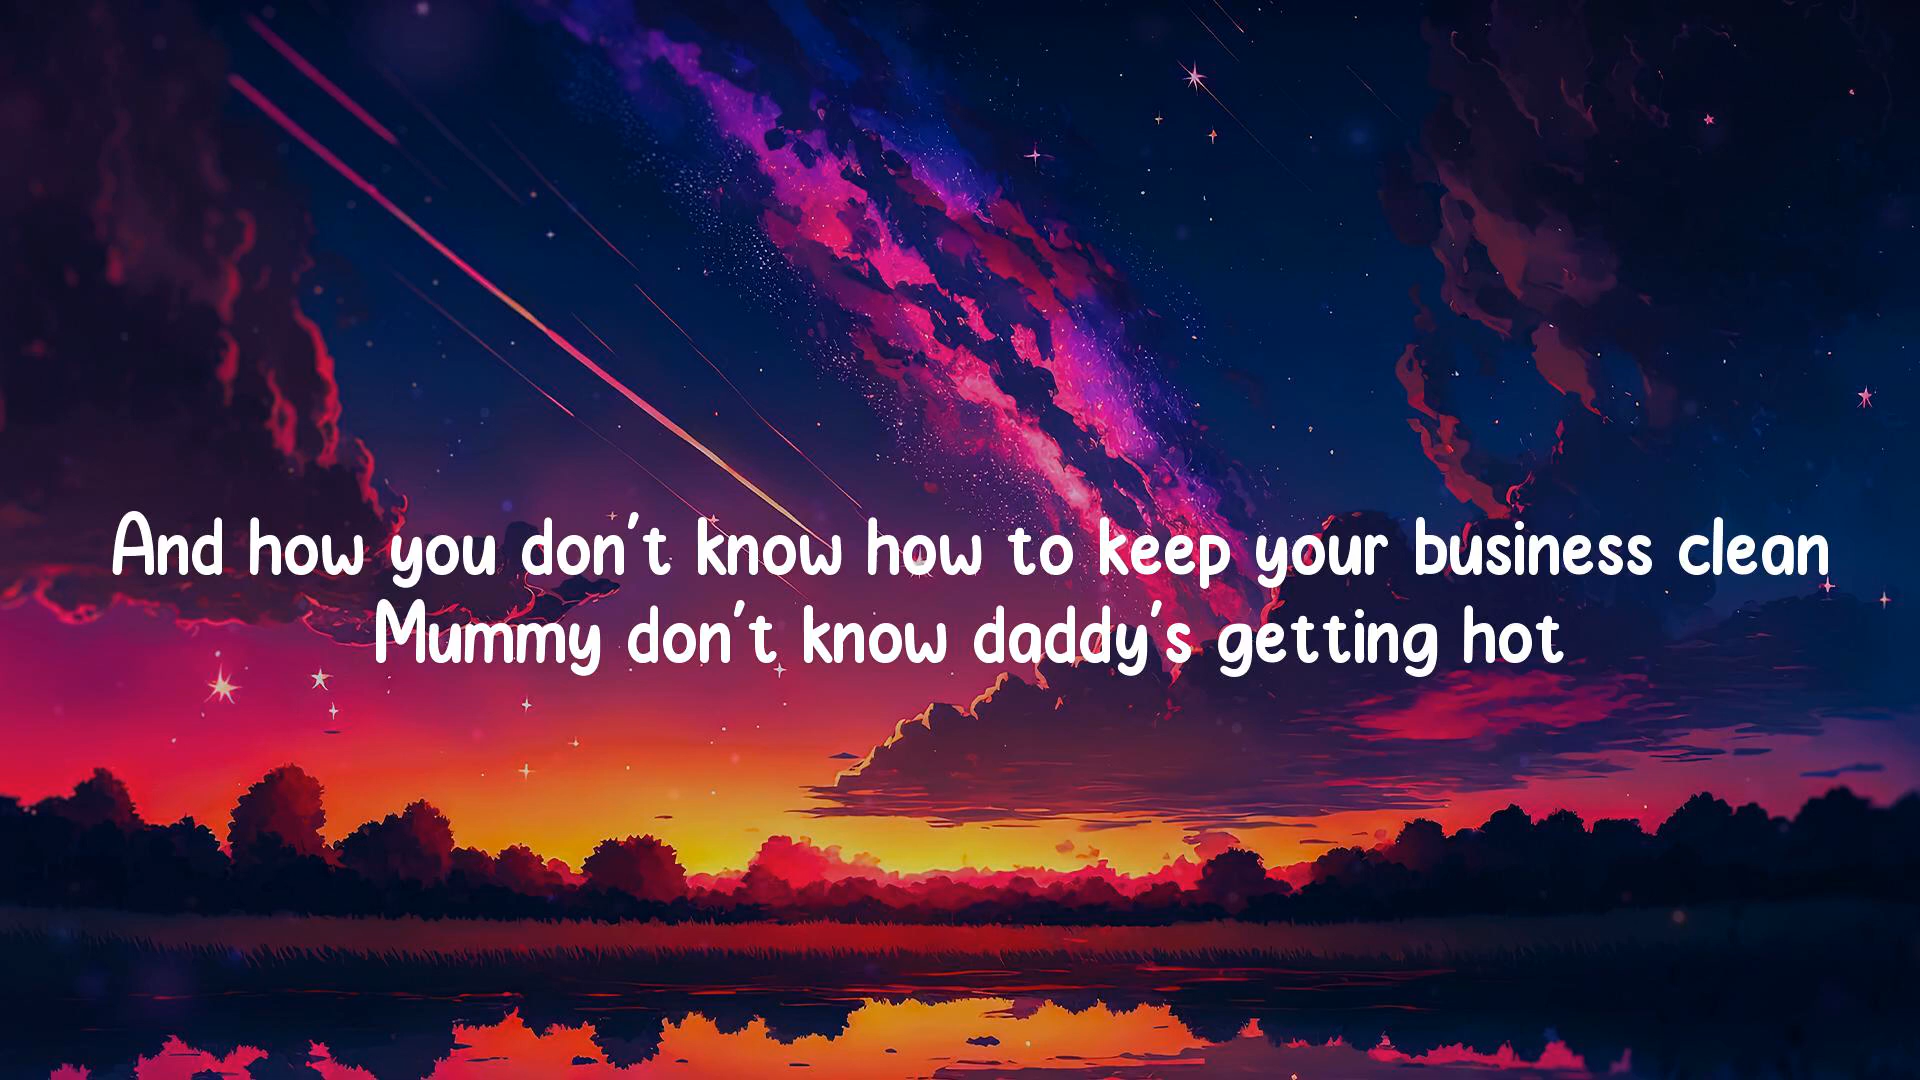 And how you don't know how to keep your business clean
Mummy don't know daddy's getting hot